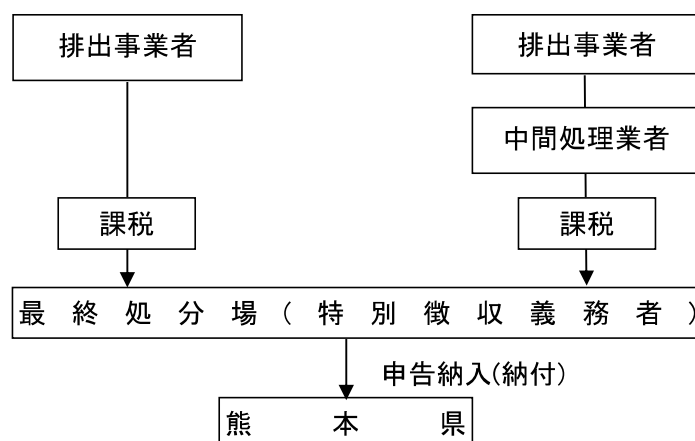 排出事業者
排出事業者
中間処理業者
課税
課税
最終処分場(特別徴収義務者)
申告納入(納付)
熊本県